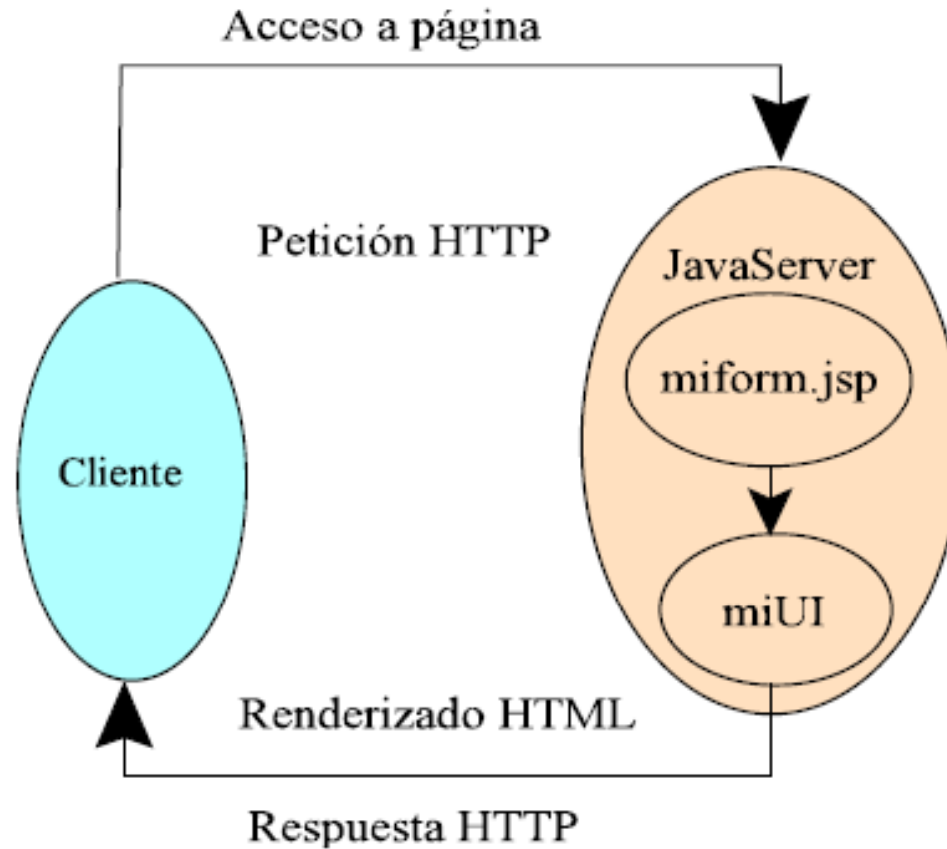 Acceso a página
Petición HTTP
JavaServer
miform.jsp
Cliente
miUI
Renderizado HTML
Respuesta HTTP